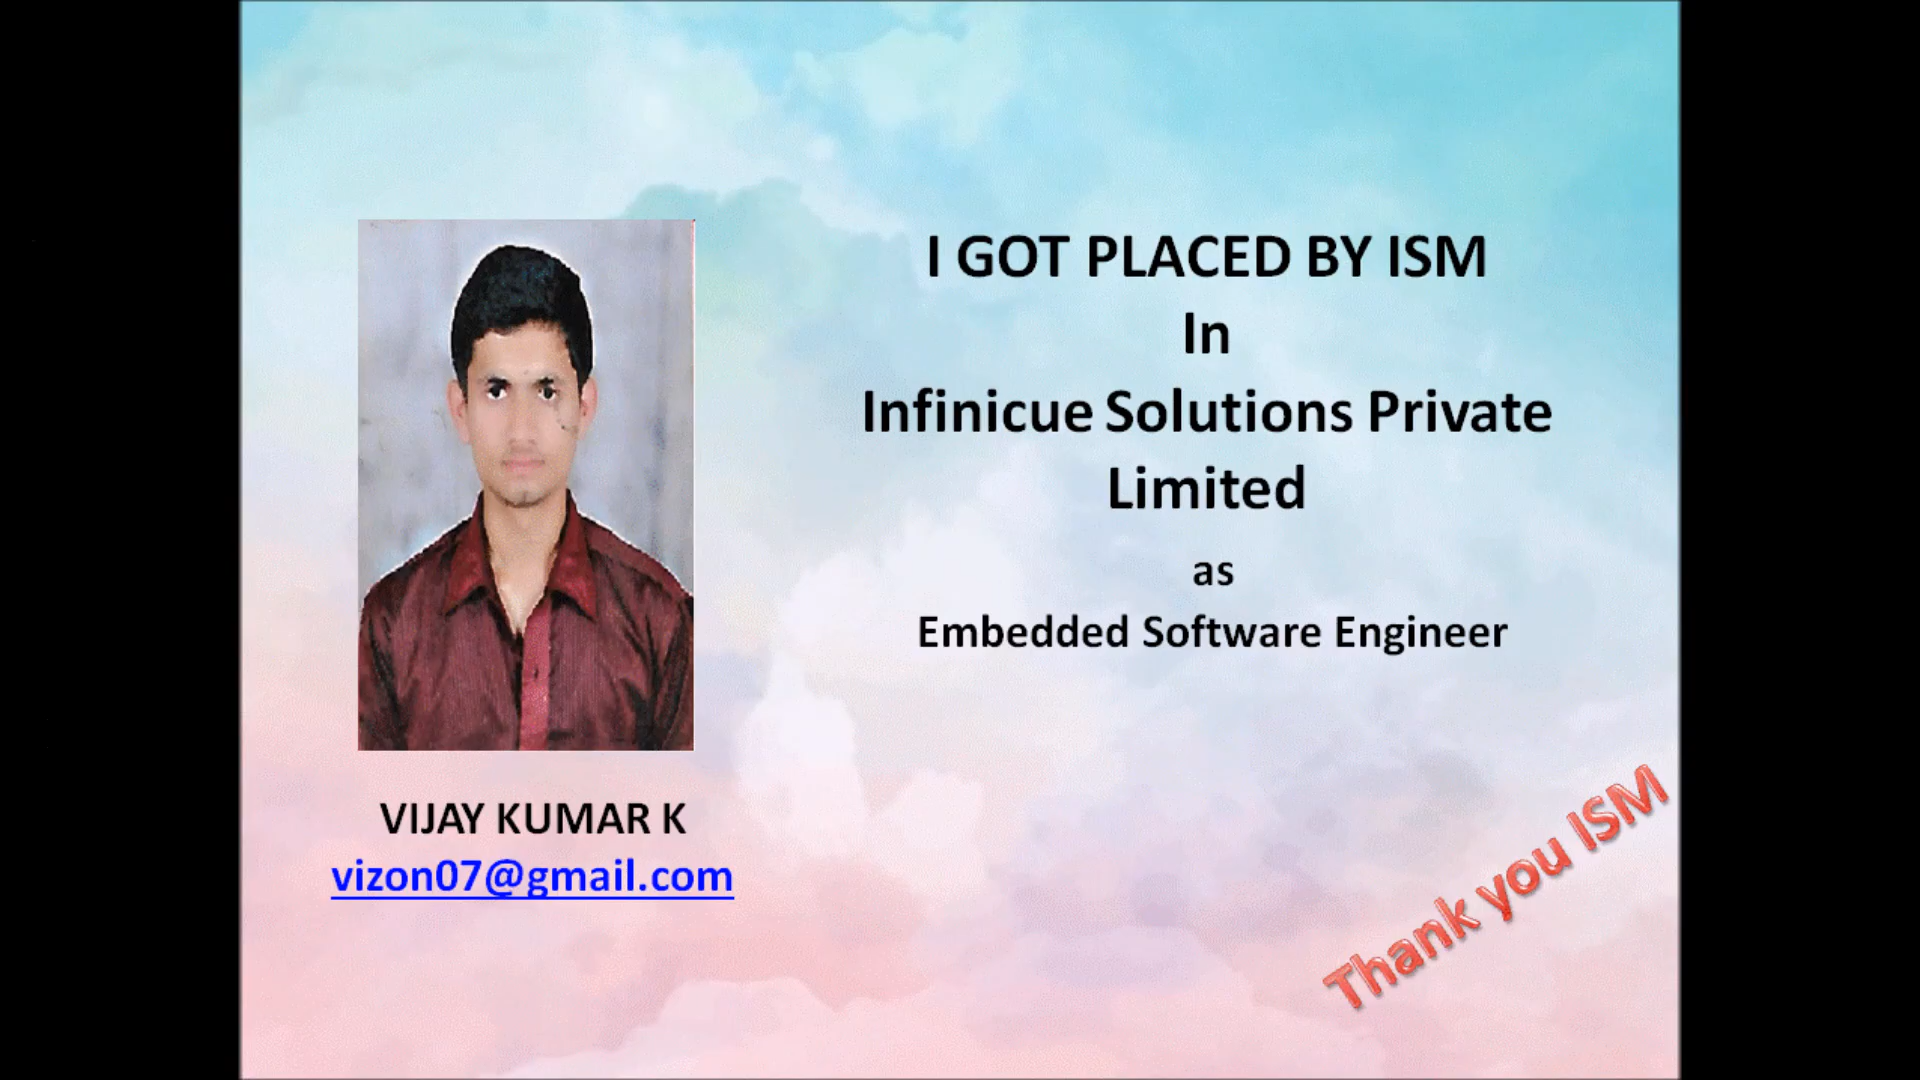 I GOT PLACED BY ISM
In
Infinicue Solutions Private
Limited
as
Embedded Software Engineer
VIJAY KUMAR K
vizon07@gmail.com
Thank you ISM